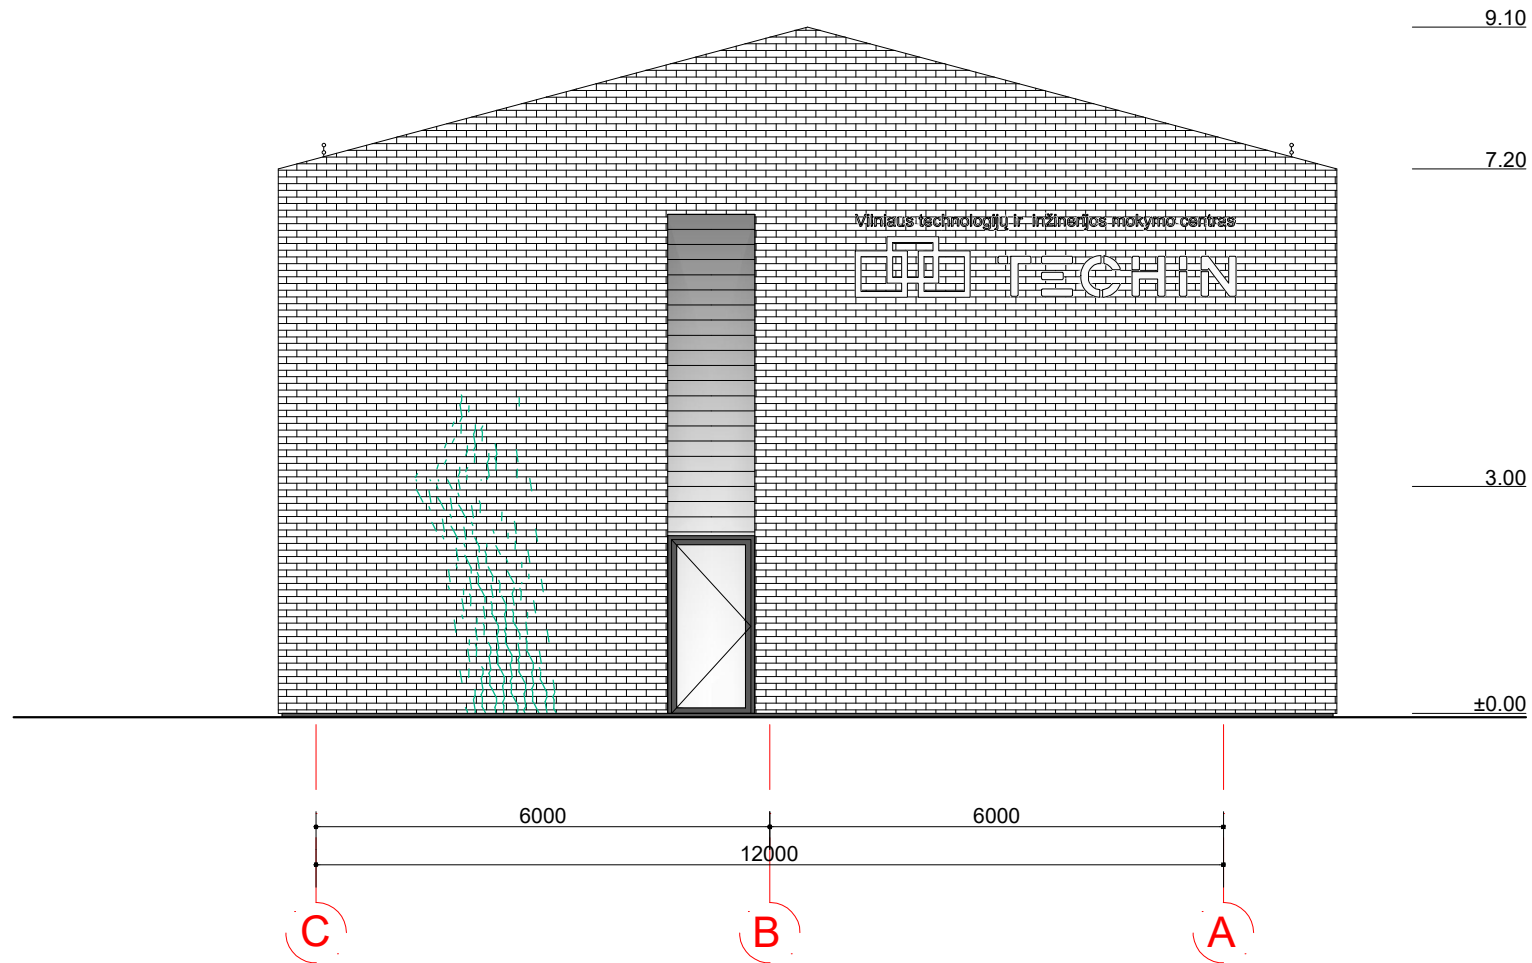 9.10
7.20
Vilniaus technologijų ir inžinerijos mokymo centras
TECHIN
3.00
±0.00
6000 6000
12000
C B A